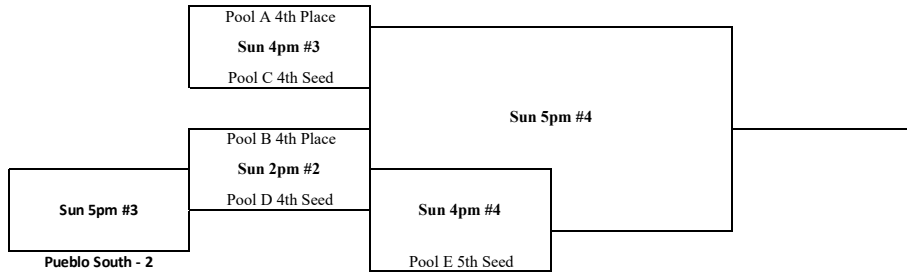 Pool A 4th Place
Sun 4pm #3
Pool C 4th Seed
Sun 5pm #4
Pool B 4th Place
Sun 2pm #2
Pool D 4th Seed
Sun 5pm #3
Sun 4pm #4
Pueblo South - 2
Pool E 5th Seed